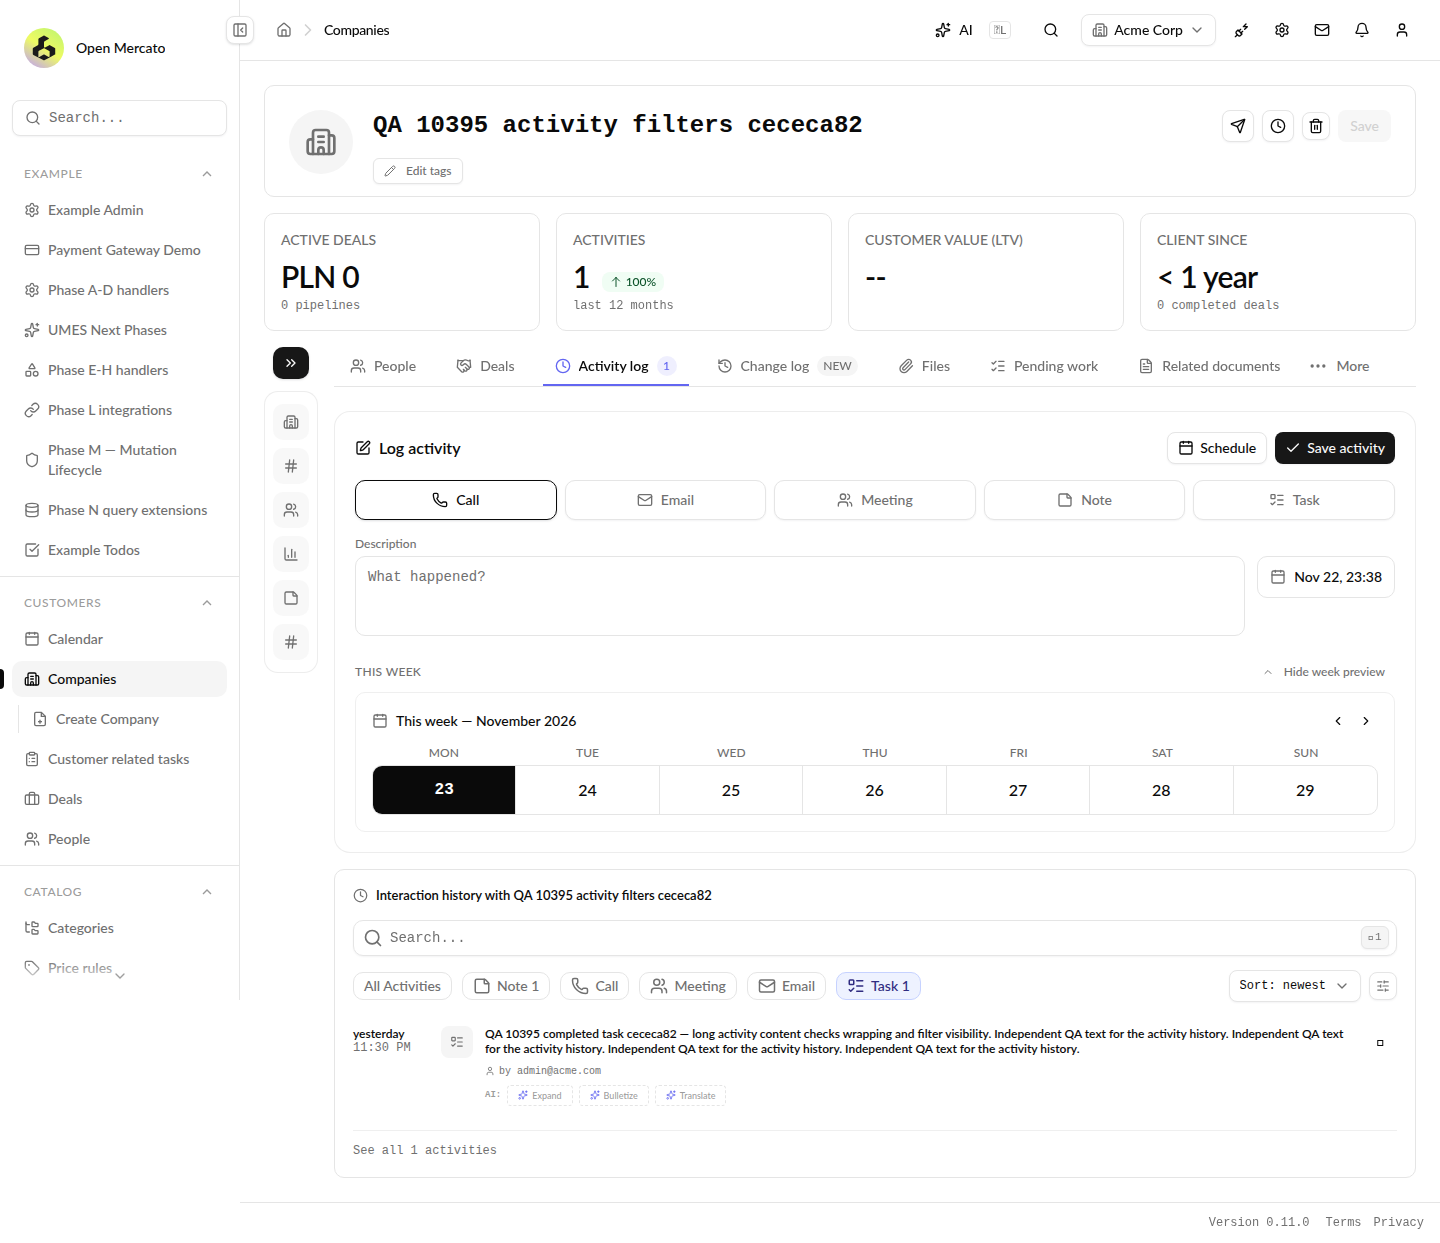 Open Mercato
Search...
EXAMPLE
Example Admin
Payment Gateway Demo
Phase A-D handlers
UMES Next Phases
Phase E-H handlers
Phase L integrations
Phase M — Mutation
Lifecycle
Phase N query extensions
Example Todos
CUSTOMERS
Calendar
Companies
Create Company
Customer related tasks
Deals
People
CATALOG
Categories
Price rules
Companies
AI
L
Acme Corp
QA 10395 activity filters cececa82
Edit tags
Save
ACTIVE DEALS
PLN 0
0 pipelines
ACTIVITIES
1 ↑ 100%
last 12 months
CUSTOMER VALUE (LTV)
--
CLIENT SINCE
< 1 year
0 completed deals
People
Deals
Activity log 1
Change log NEW
Files
Pending work
Related documents
More
Log activity
Schedule
Save activity
Call
Email
Meeting
Note
Task
Description
What happened?
Nov 22, 23:38
THIS WEEK
Hide week preview
This week — November 2026
MON TUE WED THU FRI SAT SUN
23 24 25 26 27 28 29
Interaction history with QA 10395 activity filters cececa82
Search...
1
All Activities
Note 1
Call
Meeting
Email
Task 1
Sort: newest
yesterday
11:30 PM
QA 10395 completed task cececa82 — long activity content checks wrapping and filter visibility. Independent QA text for the activity history. Independent QA text
for the activity history. Independent QA text for the activity history. Independent QA text for the activity history.
by admin@acme.com
AI: Expand Bulletize Translate
See all 1 activities
Version 0.11.0 Terms Privacy